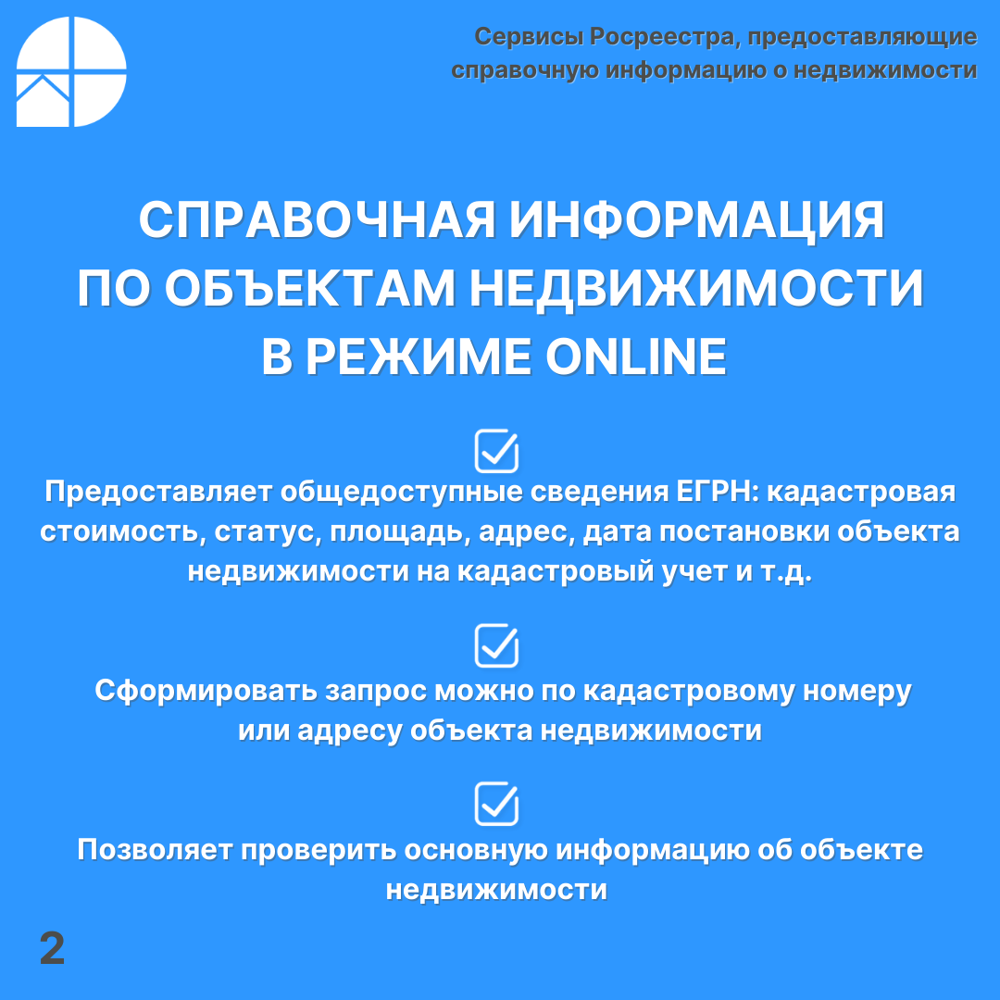 Сервисы Росреестра, предоставляющие
справочную информацию о недвижимости
СПРАВОЧНАЯ ИНФОРМАЦИЯ
ПО ОБЪЕКТАМ НЕДВИЖИМОСТИ
В РЕЖИМЕ ONLINE
Предоставляет общедоступные сведения ЕГРН: кадастровая
стоимость, статус, площадь, адрес, дата постановки объекта
недвижимости на кадастровый учет и т.д.
Сформировать запрос можно по кадастровому номеру
или адресу объекта недвижимости
Позволяет проверить основную информацию об объекте
недвижимости
2